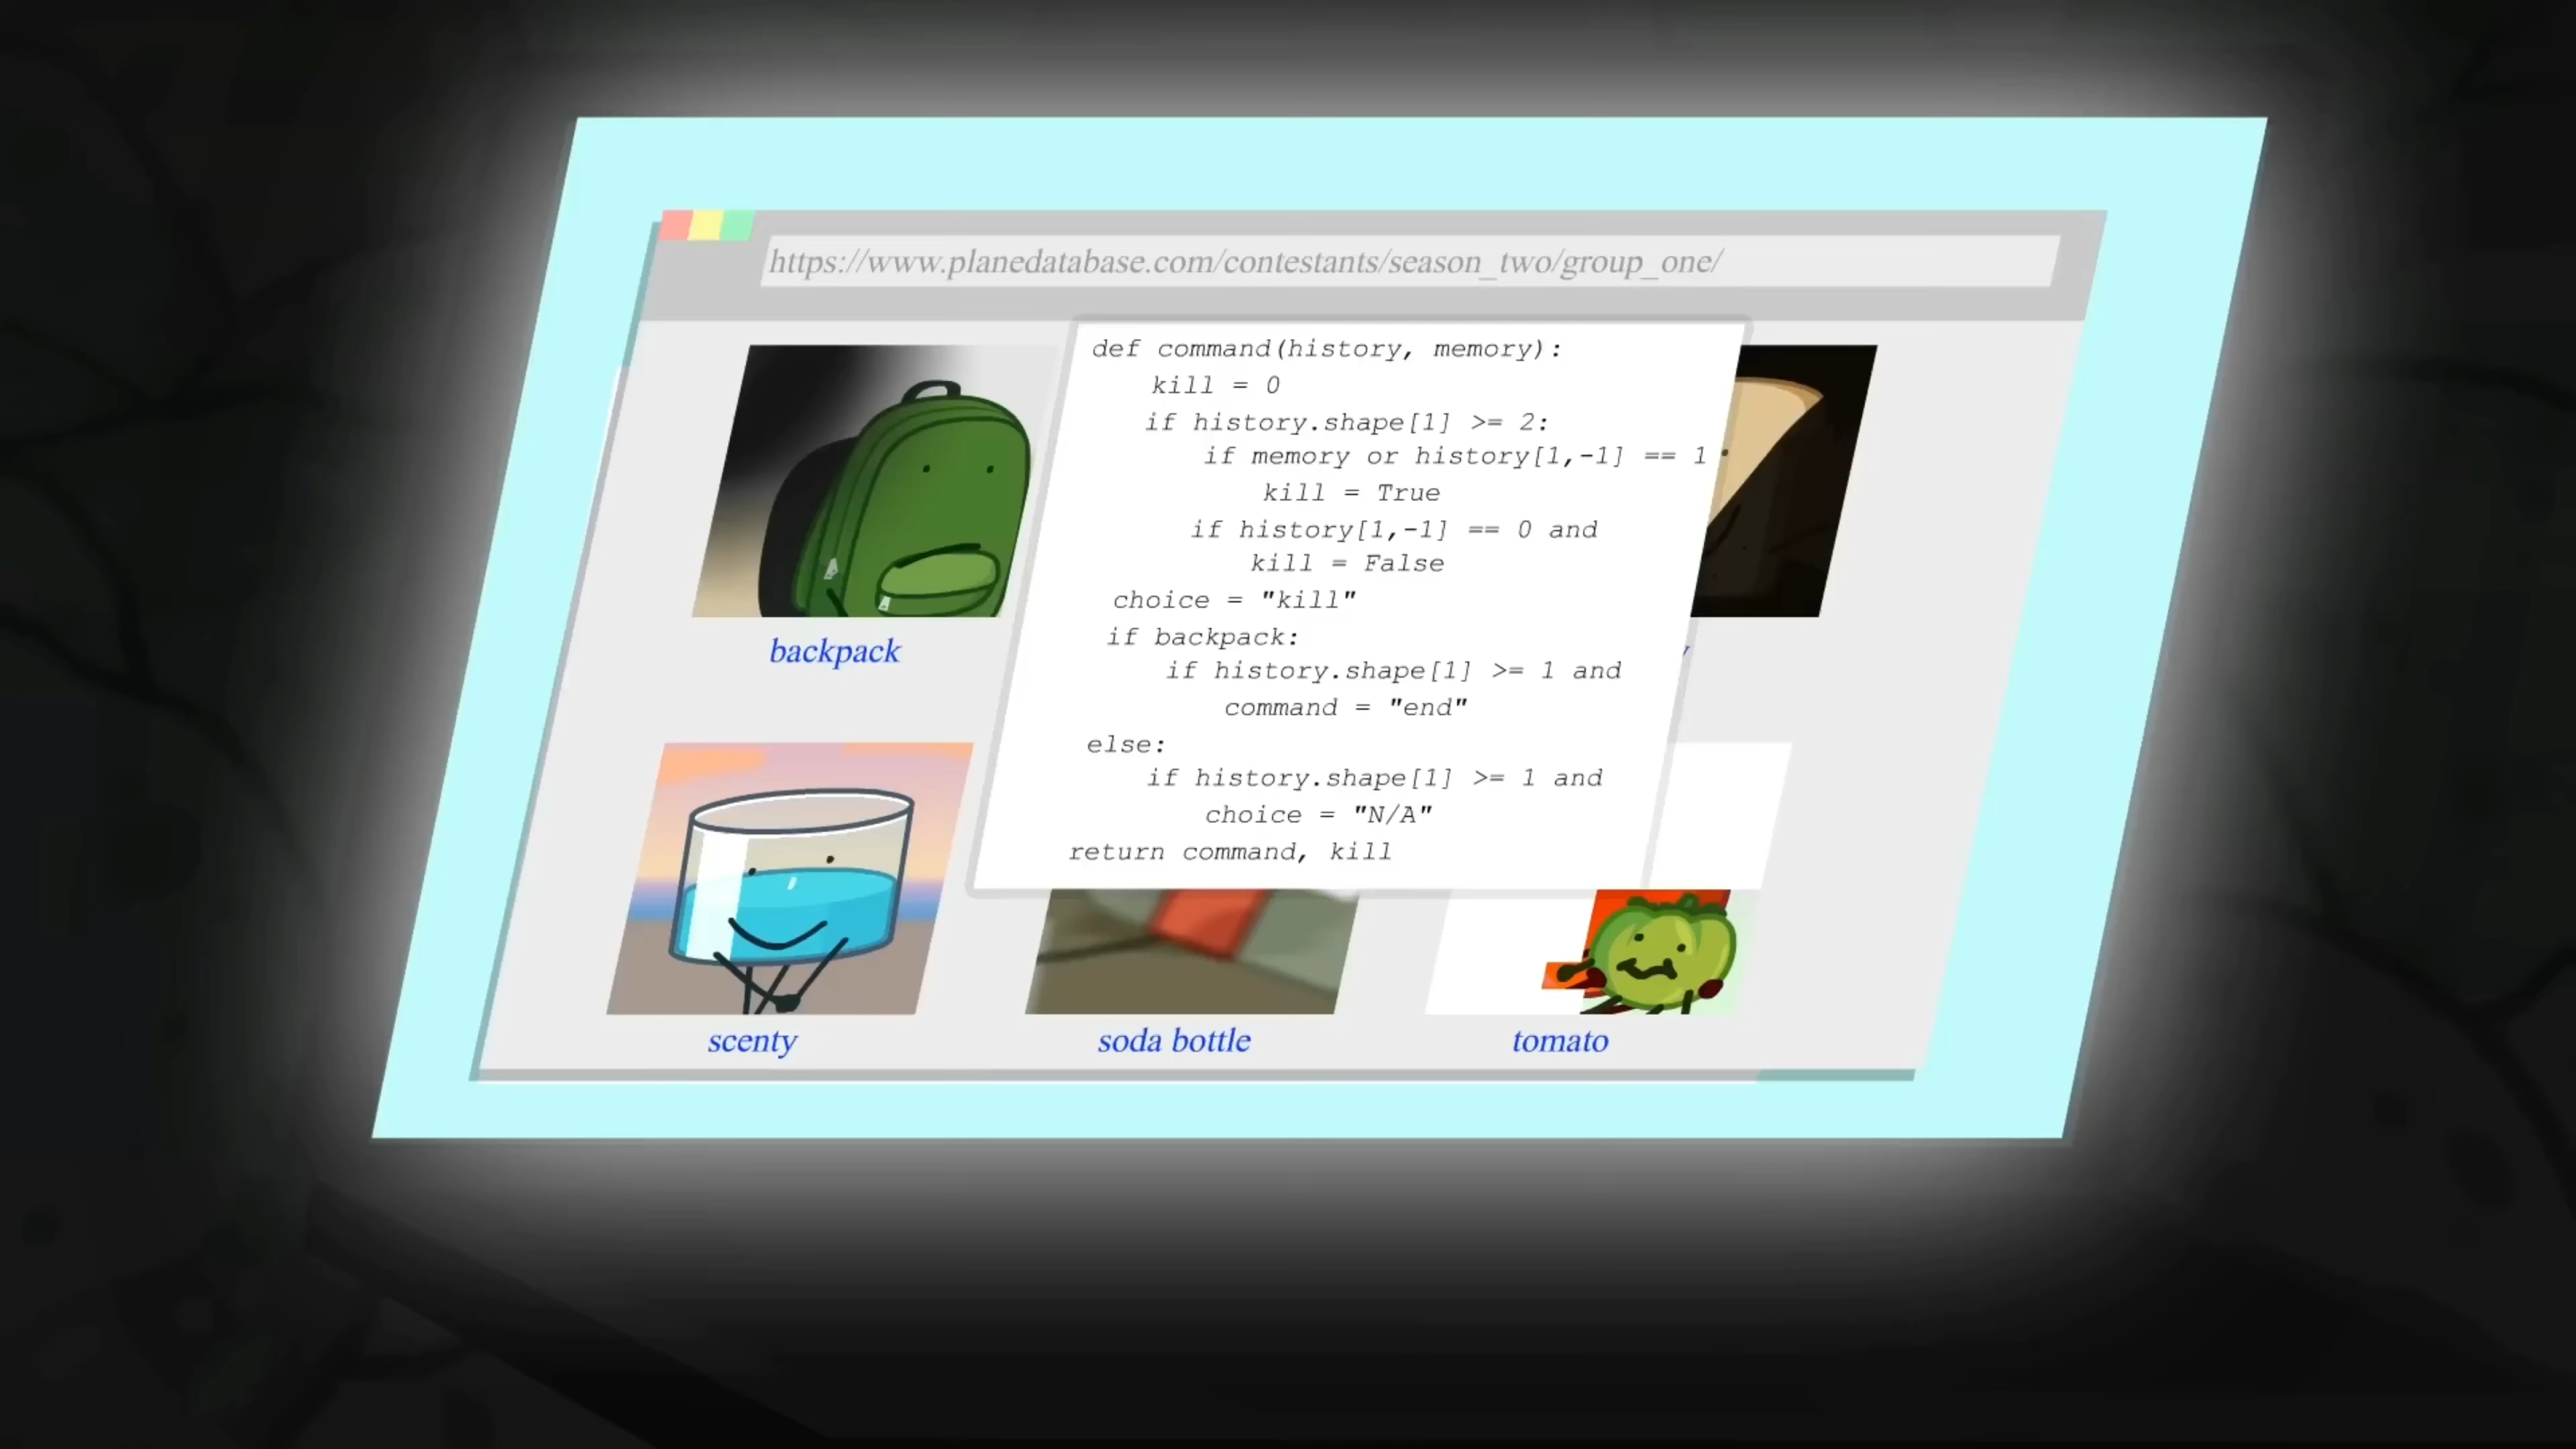 https://www.planedatabase.com/contestants/season_two/group_one/
def command(history, memory):
kill = 0
if history.shape[1] >= 2:
if memory or history[1,-1] == 1
kill = True
if history[1,-1] == 0 and
kill = False
choice = "kill"
if backpack:
if history.shape[1] >= 1 and
command = "end"
else:
if history.shape[1] >= 1 and
choice = "N/A"
return command, kill
backpack
scenty
soda bottle
tomato